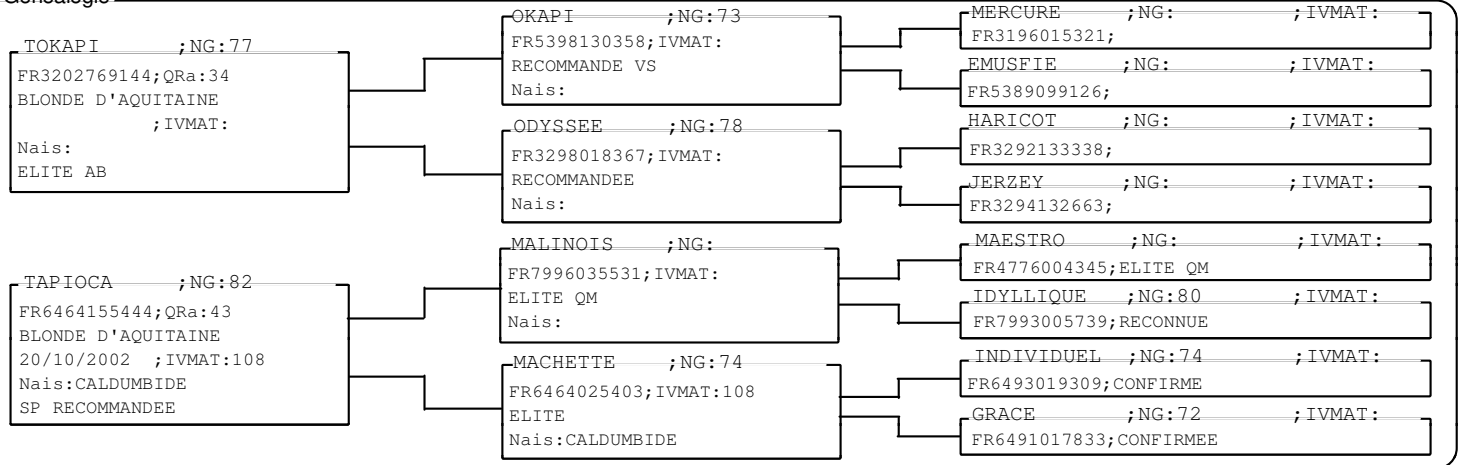 Généalogie
TOKAPI ;NG:77
FR3202769144;QRa:34
BLONDE D'AQUITAINE
;IVMAT:
Nais:
ELITE AB
TAPIOCA ;NG:82
FR6464155444;QRa:43
BLONDE D'AQUITAINE
20/10/2002 ;IVMAT:108
Nais:CALDUMBIDE
SP RECOMMANDEE
OKAPI ;NG:73
FR5398130358;IVMAT:
RECOMMANDE VS
Nais:
ODYSSEE ;NG:78
FR3298018367;IVMAT:
RECOMMANDEE
Nais:
MALINOIS ;NG:
FR7996035531;IVMAT:
ELITE QM
Nais:
MACHETTE ;NG:74
FR6464025403;IVMAT:108
ELITE
Nais:CALDUMBIDE
MERCURE ;NG: ;IVMAT:
FR3196015321;
EMUSFIE ;NG: ;IVMAT:
FR5389099126;
HARICOT ;NG: ;IVMAT:
FR3292133338;
JERZEY ;NG: ;IVMAT:
FR3294132663;
MAESTRO ;NG: ;IVMAT:
FR4776004345;ELITE QM
IDYLLIQUE ;NG:80 ;IVMAT:
FR7993005739;RECONNUE
INDIVIDUEL ;NG:74 ;IVMAT:
FR6493019309;CONFIRME
GRACE ;NG:72 ;IVMAT:
FR6491017833;CONFIRMEE